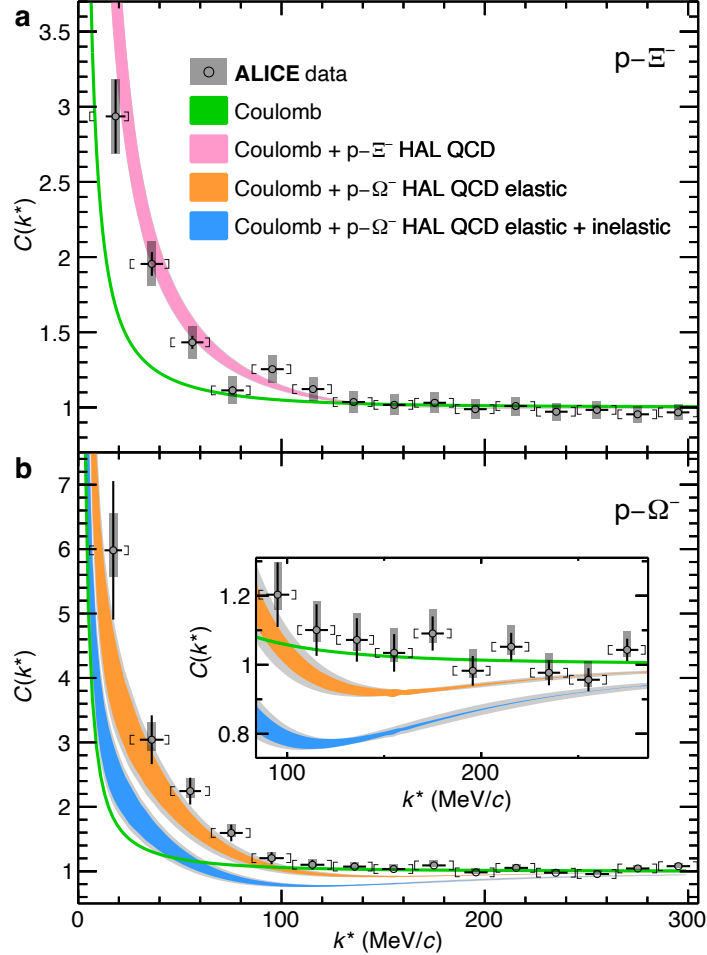 a
p−Ξ⁻
ALICE data
Coulomb
Coulomb + p−Ξ⁻ HAL QCD
Coulomb + p−Ω⁻ HAL QCD elastic
Coulomb + p−Ω⁻ HAL QCD elastic + inelastic
C(k*)
3.5
3
2.5
2
1.5
1
b
p−Ω⁻
C(k*)
7
6
5
4
3
2
1
C(k*)
1.2
1
0.8
100
200
k* (MeV/c)
0
100
200
300
k* (MeV/c)